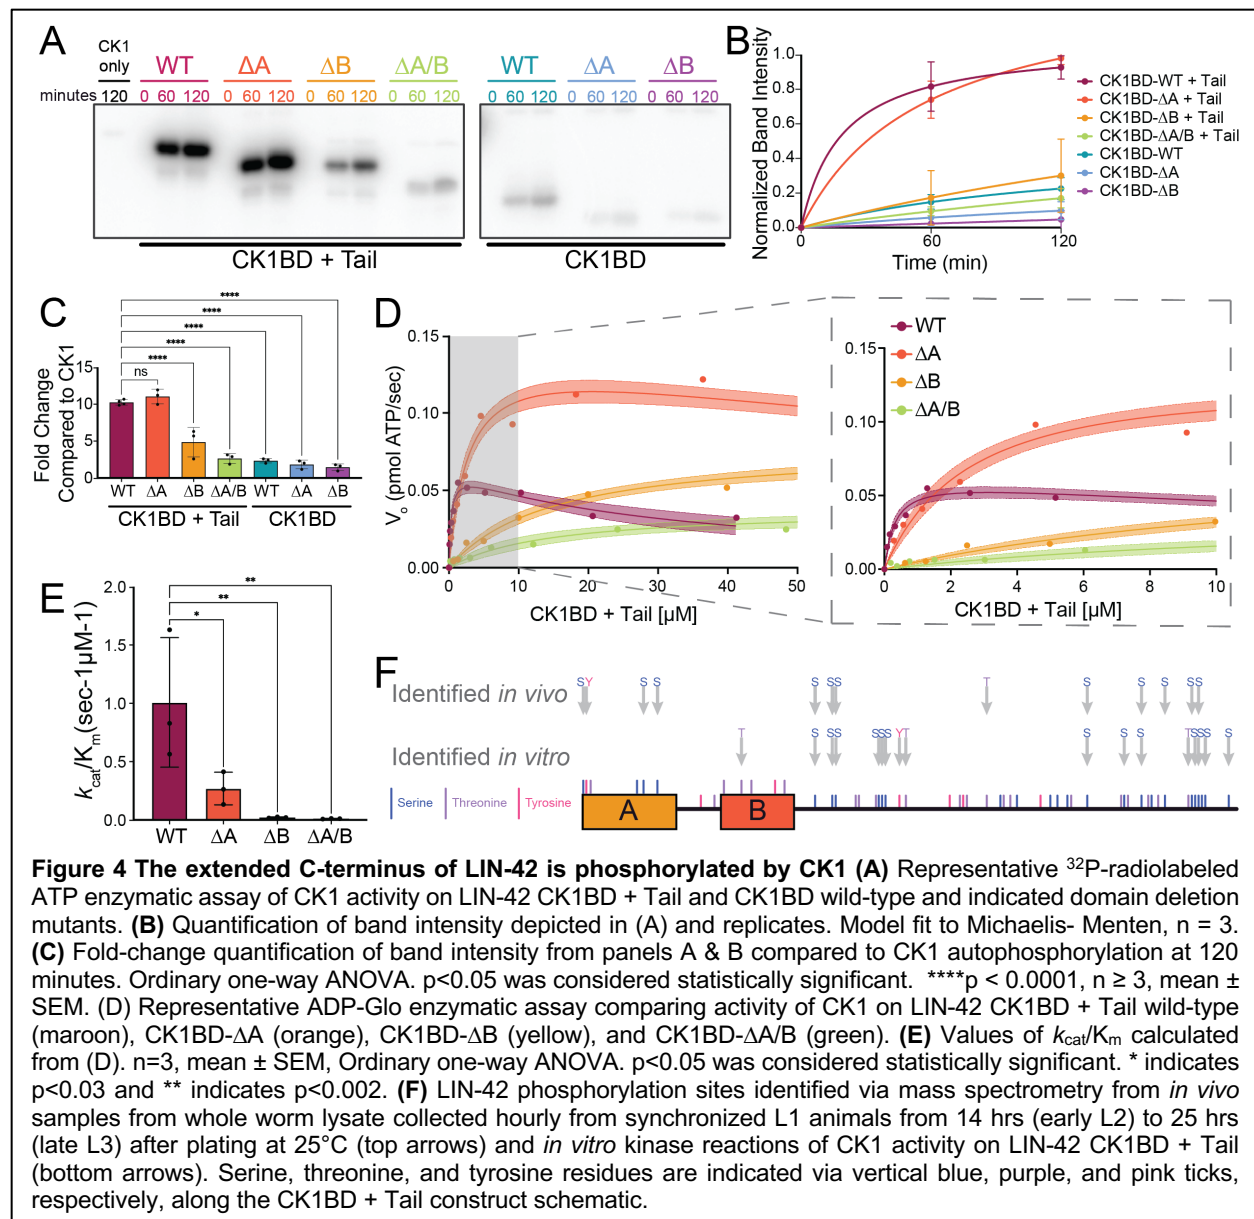 A
CK1 only
WT ΔA ΔB ΔA/B WT ΔA ΔB
minutes 120 0 60 120 0 60 120 0 60 120 0 60 120 0 60 120 0 60 120 0 60 120
CK1BD + Tail
CK1BD
B
Normalized Band Intensity
1.0
0.8
0.6
0.4
0.2
0.0
0 60 120
Time (min)
CK1BD-WT + Tail
CK1BD-ΔA + Tail
CK1BD-ΔB + Tail
CK1BD-ΔA/B + Tail
CK1BD-WT
CK1BD-ΔA
CK1BD-ΔB
C
Fold Change
Compared to CK1
15
10
5
0
****
****
****
****
****
ns
WT ΔA ΔB ΔA/B WT ΔA ΔB
CK1BD + Tail CK1BD
D
Vo (pmol ATP/sec)
0.15
0.10
0.05
0.00
0 10 20 30 40 50
CK1BD + Tail [µM]
WT
ΔA
ΔB
ΔA/B
0.15
0.10
0.05
0.00
0 2 4 6 8 10
CK1BD + Tail [µM]
E
kcat/Km (sec-1µM-1)
2.0
1.5
1.0
0.5
0.0
**
**
*
WT ΔA ΔB ΔA/B
F
Identified in vivo
S Y S S S S S T S S S S S
Identified in vitro
T S S S S S S Y T S S S T S S S S
Serine Threonine Tyrosine
A B
Figure 4 The extended C-terminus of LIN-42 is phosphorylated by CK1 (A) Representative 32P-radiolabeled
ATP enzymatic assay of CK1 activity on LIN-42 CK1BD + Tail and CK1BD wild-type and indicated domain deletion
mutants. (B) Quantification of band intensity depicted in (A) and replicates. Model fit to Michaelis- Menten, n = 3.
(C) Fold-change quantification of band intensity from panels A & B compared to CK1 autophosphorylation at 120
minutes. Ordinary one-way ANOVA. p<0.05 was considered statistically significant. ****p < 0.0001, n ≥ 3, mean ±
SEM. (D) Representative ADP-Glo enzymatic assay comparing activity of CK1 on LIN-42 CK1BD + Tail wild-type
(maroon), CK1BD-ΔA (orange), CK1BD-ΔB (yellow), and CK1BD-ΔA/B (green). (E) Values of kcat/Km calculated
from (D). n=3, mean ± SEM, Ordinary one-way ANOVA. p<0.05 was considered statistically significant. * indicates
p<0.03 and ** indicates p<0.002. (F) LIN-42 phosphorylation sites identified via mass spectrometry from in vivo
samples from whole worm lysate collected hourly from synchronized L1 animals from 14 hrs (early L2) to 25 hrs
(late L3) after plating at 25°C (top arrows) and in vitro kinase reactions of CK1 activity on LIN-42 CK1BD + Tail
(bottom arrows). Serine, threonine, and tyrosine residues are indicated via vertical blue, purple, and pink ticks,
respectively, along the CK1BD + Tail construct schematic.